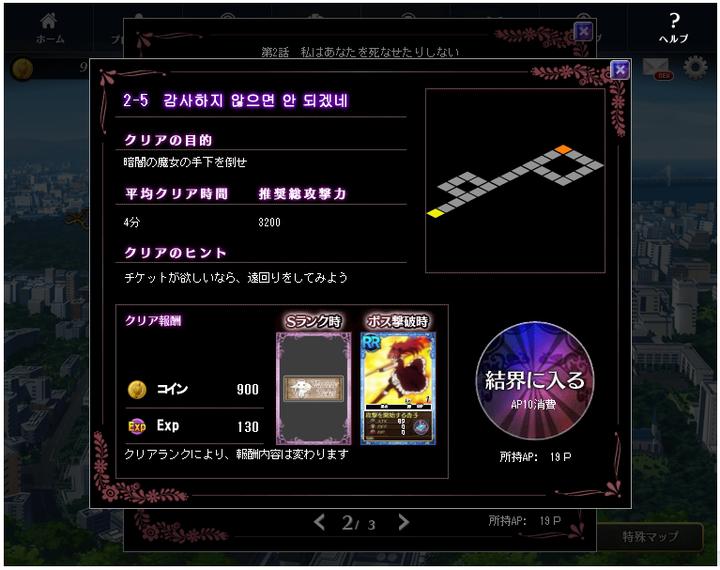 ホーム
ヘルプ
第2話 私はあなたを死なせたりしない
NEW
2-5 감사하지 않으면 안 되겠네
クリアの目的
暗闇の魔女の手下を倒せ
平均クリア時間 推奨総攻撃力
4分 3200
クリアのヒント
チケットが欲しいなら、遠回りをしてみよう
クリア報酬 Sランク時 ボス撃破時
RR
コイン 900
Exp Exp 130
クリアランクにより、報酬内容は変わります
結界に入る
AP10消費
所持AP: 19 P
2/ 3
所持AP: 19 P
特殊マップ